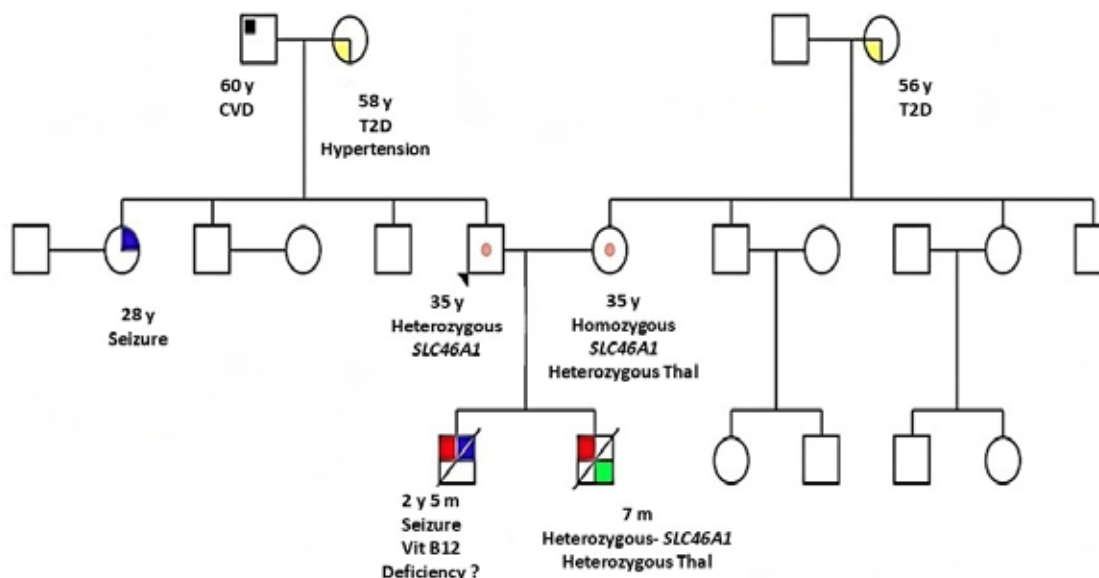 60 y
CVD
58 y
T2D
Hypertension
56 y
T2D
28 y
Seizure
35 y
Heterozygous
SLC46A1
35 y
Homozygous
SLC46A1
Heterozygous Thal
2 y 5 m
Seizure
Vit B12
Deficiency ?
7 m
Heterozygous- SLC46A1
Heterozygous Thal